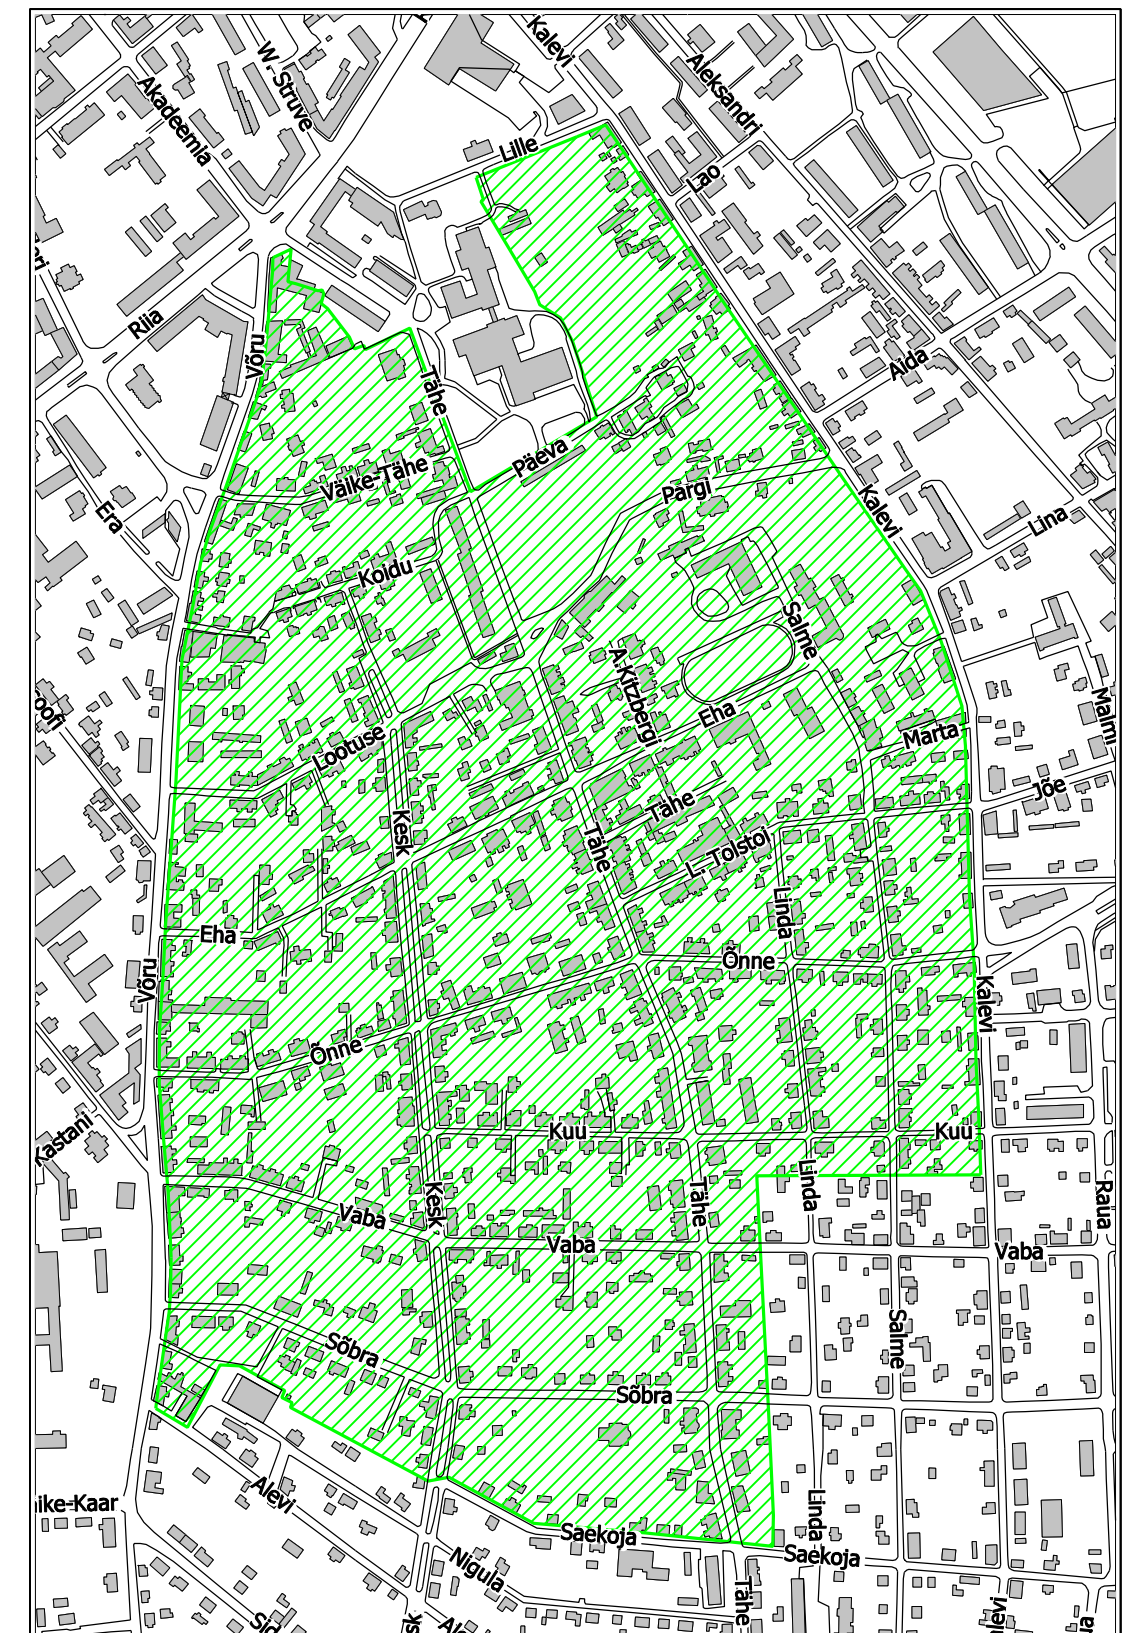 Kalevi
W. Struve
Aleksandri
Akadeemia
Lille
Lao
Riia
Võru
Aida
Tähe
Päeva
Väike-Tähe
Pargi
Kalevi
Era
Lina
Koidu
Salme
A.Kitzbergi
Eha
Malmi
Marta
Lootuse
Jõe
Tähe
Kesk
Tähe
L. Tolstoi
Linda
Eha
Õnne
Võru
Kalevi
Õnne
Kuu
Kuu
Kastani
Linda
Kesk
Tähe
Raua
Vaba
Vaba
Vaba
Sõbra
Salme
Sõbra
Alevi
Linda
Saekoja
Saekoja
Nigula
Tähe